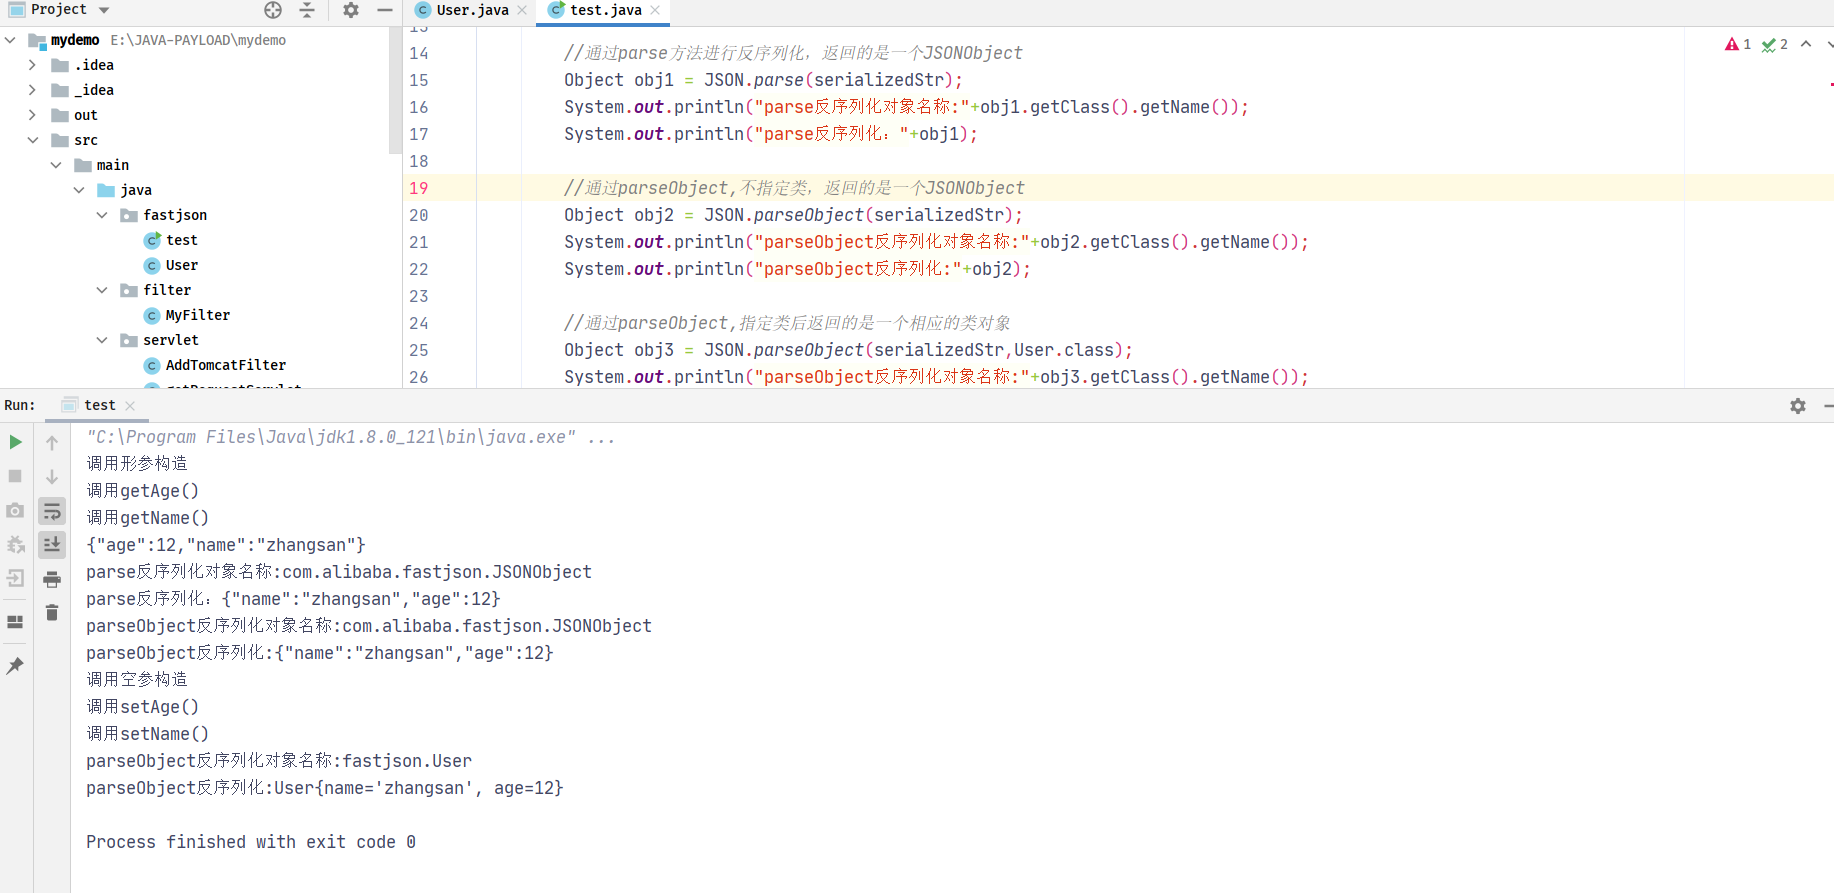 Project
User.java
test.java
mydemo E:\JAVA-PAYLOAD\mydemo
.idea
_idea
out
src
main
java
fastjson
test
User
filter
MyFilter
servlet
AddTomcatFilter
getRequestServlet
13
14 //通过parse方法进行反序列化，返回的是一个JSONObject
15 Object obj1 = JSON.parse(serializedStr);
16 System.out.println("parse反序列化对象名称:"+obj1.getClass().getName());
17 System.out.println("parse反序列化："+obj1);
18
19 //通过parseObject,不指定类，返回的是一个JSONObject
20 Object obj2 = JSON.parseObject(serializedStr);
21 System.out.println("parseObject反序列化对象名称:"+obj2.getClass().getName());
22 System.out.println("parseObject反序列化:"+obj2);
23
24 //通过parseObject,指定类后返回的是一个相应的类对象
25 Object obj3 = JSON.parseObject(serializedStr,User.class);
26 System.out.println("parseObject反序列化对象名称:"+obj3.getClass().getName());
1 2
Run: test
"C:\Program Files\Java\jdk1.8.0_121\bin\java.exe" ...
调用形参构造
调用getAge()
调用getName()
{"age":12,"name":"zhangsan"}
parse反序列化对象名称:com.alibaba.fastjson.JSONObject
parse反序列化：{"name":"zhangsan","age":12}
parseObject反序列化对象名称:com.alibaba.fastjson.JSONObject
parseObject反序列化:{"name":"zhangsan","age":12}
调用空参构造
调用setAge()
调用setName()
parseObject反序列化对象名称:fastjson.User
parseObject反序列化:User{name='zhangsan', age=12}
Process finished with exit code 0